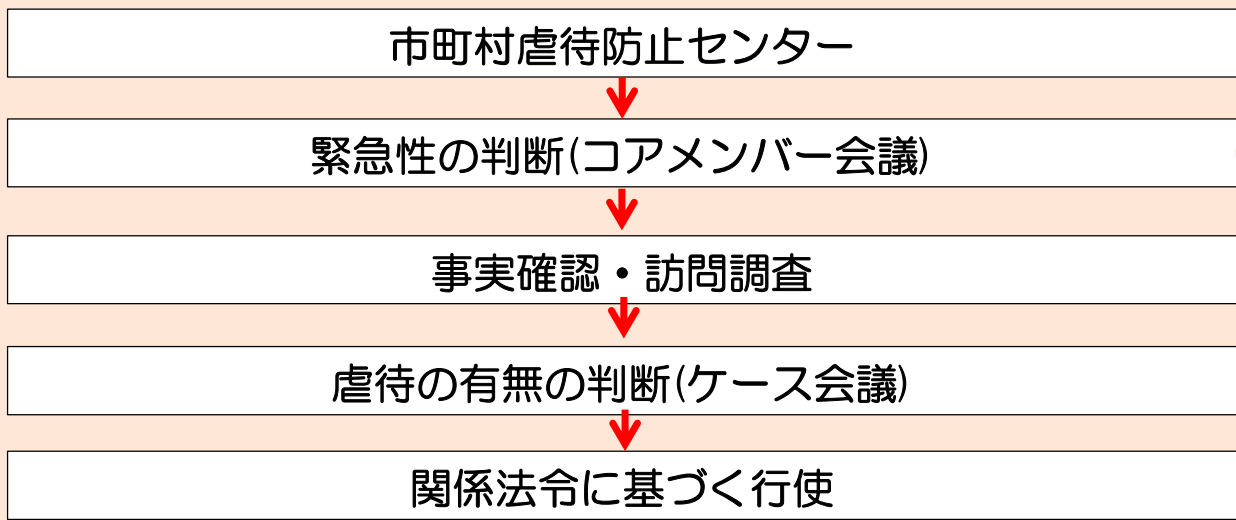 市町村虐待防止センター
緊急性の判断(コアメンバー会議)
事実確認・訪問調査
虐待の有無の判断(ケース会議)
関係法令に基づく行使